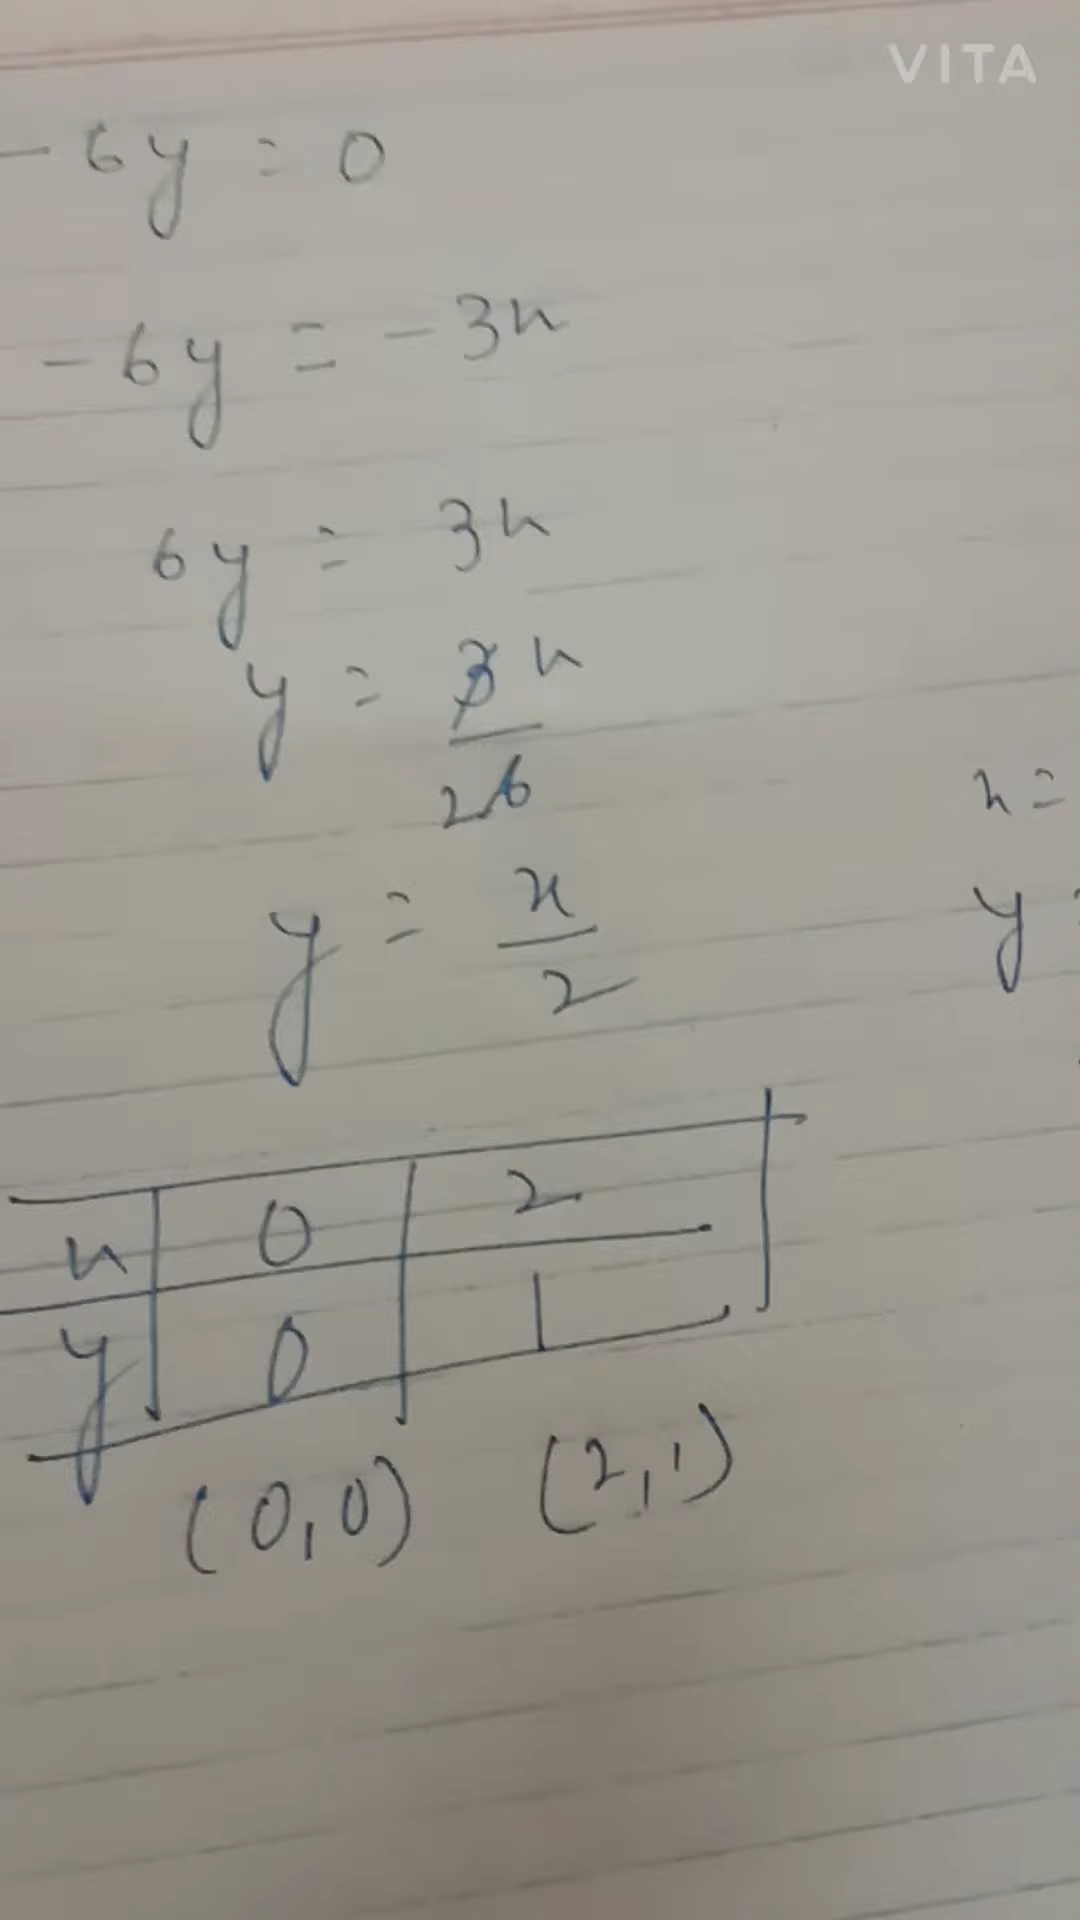 VITA
- 6y = 0
- 6y = - 3x
6y = 3x
y = 3x
26
x =
y = x
2
y =
x 0 2
y 0 1
(0,0) (2,1)